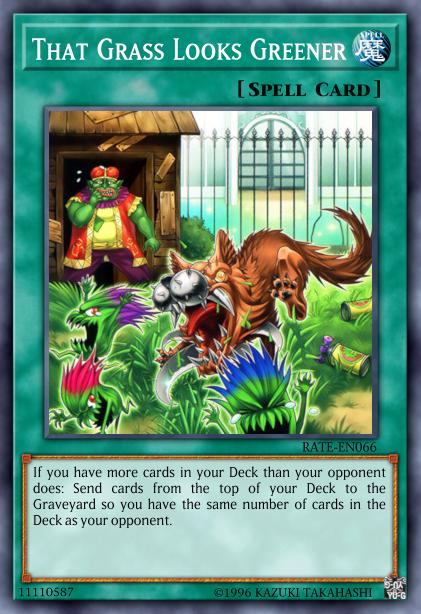 THAT GRASS LOOKS GREENER
魔
[ SPELL CARD ]
RATE-EN066
If you have more cards in your Deck than your opponent
does: Send cards from the top of your Deck to the
Graveyard so you have the same number of cards in the
Deck as your opponent.
11110587
©1996 KAZUKI TAKAHASHI